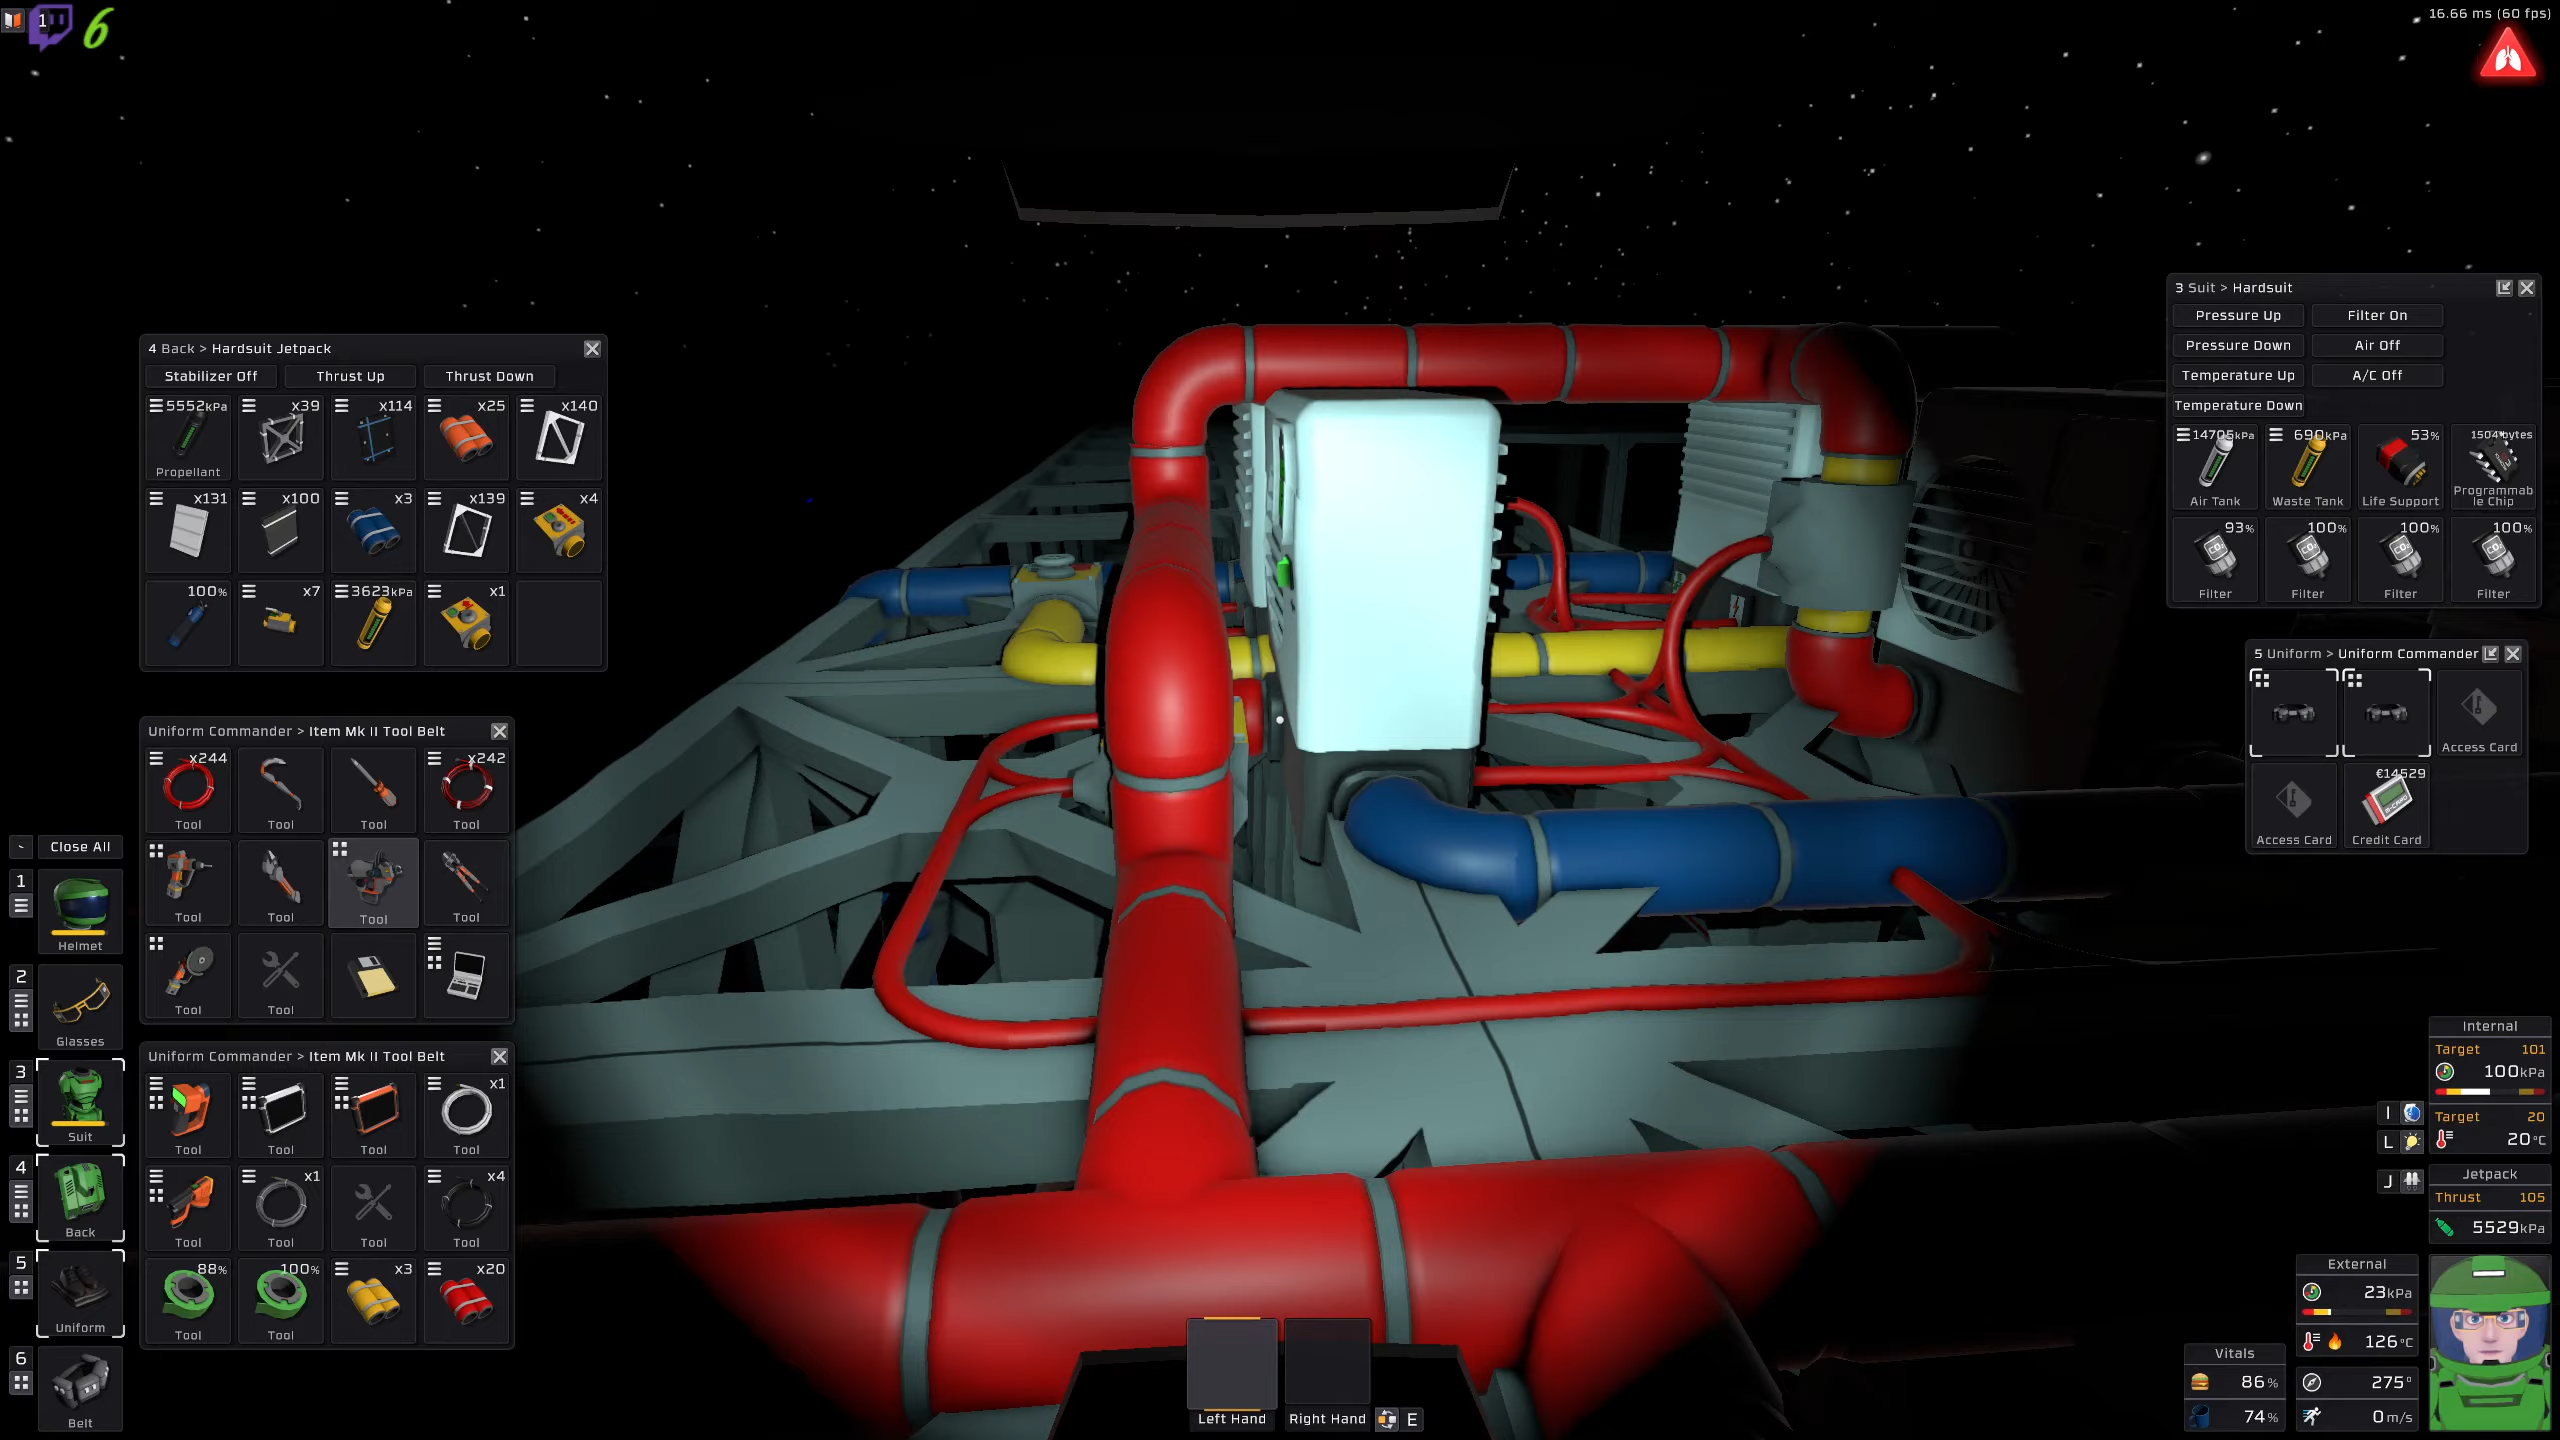 1
6
16.66 ms (60 fps)
4 Back > Hardsuit Jetpack
Stabilizer Off Thrust Up Thrust Down
5552kPa x39 x114 x25 x140
Propellant
x131 x100 x3 x139 x4
100% x7 3623kPa x1
Uniform Commander > Item Mk II Tool Belt
x244 x242
Tool Tool Tool Tool
Tool Tool Tool Tool
Tool Tool
Uniform Commander > Item Mk II Tool Belt
x1
Tool Tool Tool Tool
x1 x4
Tool Tool Tool Tool
88% 100% x3 x20
Tool Tool
~ Close All
1
Helmet
2
Glasses
3
Suit
4
Back
5
Uniform
6
Belt
3 Suit > Hardsuit
Pressure Up Filter On
Pressure Down Air Off
Temperature Up A/C Off
Temperature Down
14705kPa 690kPa 53% 1504 bytes
Air Tank Waste Tank Life Support Programmab
le Chip
93% 100% 100% 100%
Filter Filter Filter Filter
5 Uniform > Uniform Commander
Access Card
€14529
Access Card Credit Card
Internal
Target 101
100kPa
Target 20
20°C
I
L
J
Jetpack
Thrust 105
5529kPa
External
23kPa
126°C
275°
0m/s
Vitals
86%
74%
Left Hand Right Hand E